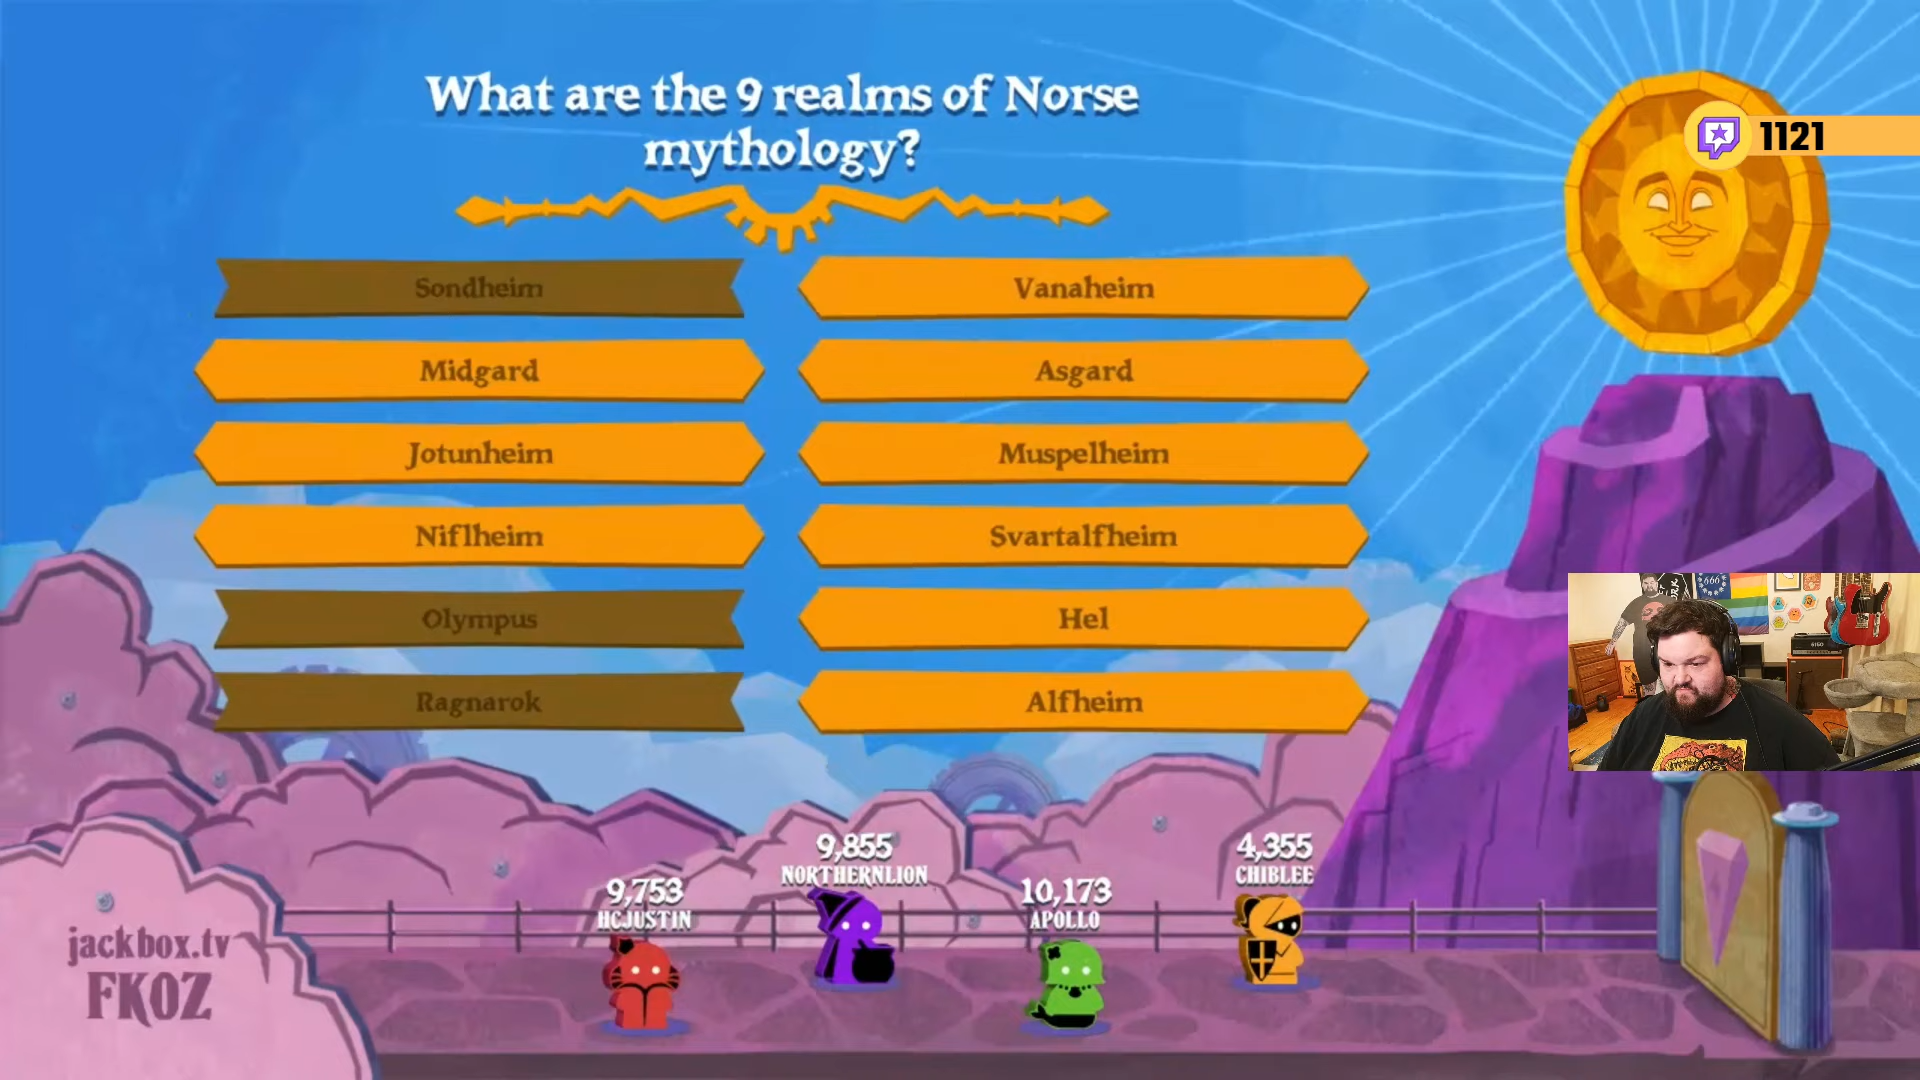 What are the 9 realms of Norse
mythology?
1121
Sondheim
Vanaheim
Midgard
Asgard
Jotunheim
Muspelheim
Niflheim
Svartalfheim
Olympus
Hel
Ragnarok
Alfheim
666
9,753
HCJUSTIN
9,855
NORTHERNLION
10,173
APOLLO
4,355
CHIBLEE
jackbox.tv
FKOZ